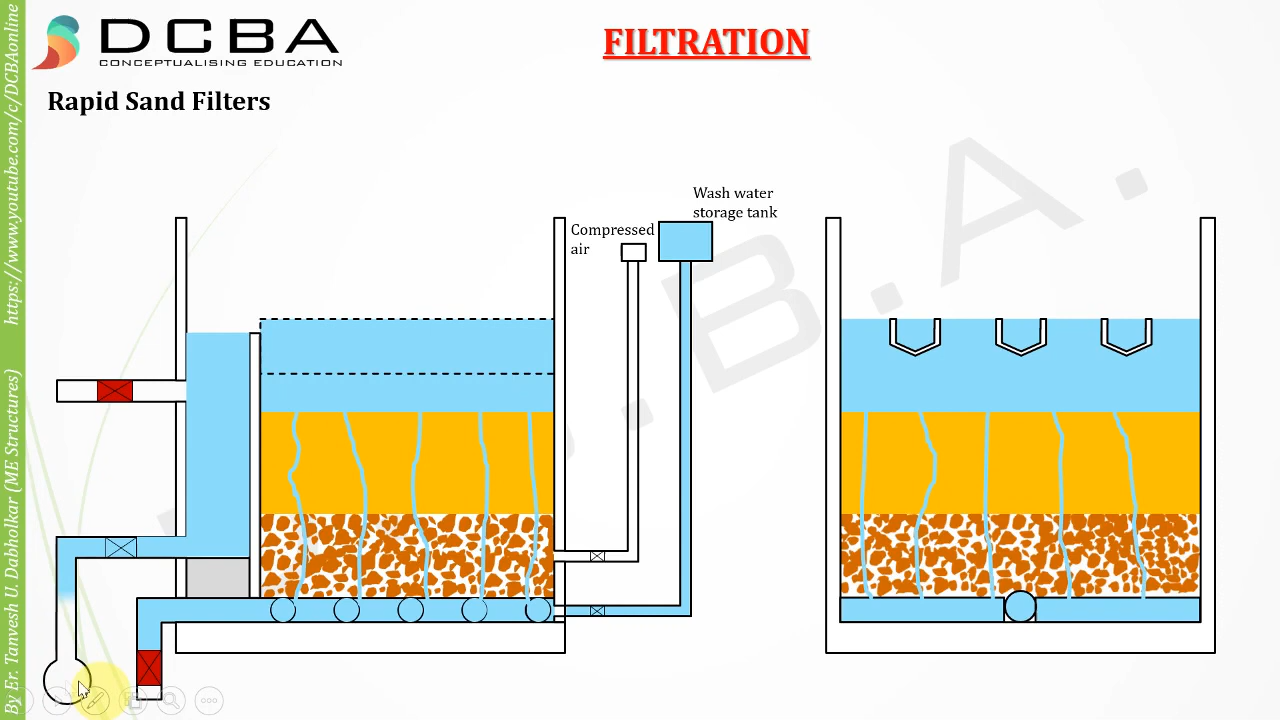 DCBA
CONCEPTUALISING EDUCATION
FILTRATION
Rapid Sand Filters
Wash water
storage tank
Compressed
air
By Er. Tanvesh U. Dabholkar (ME Structures) https://www.youtube.com/c/DCBAonline
.B.A.